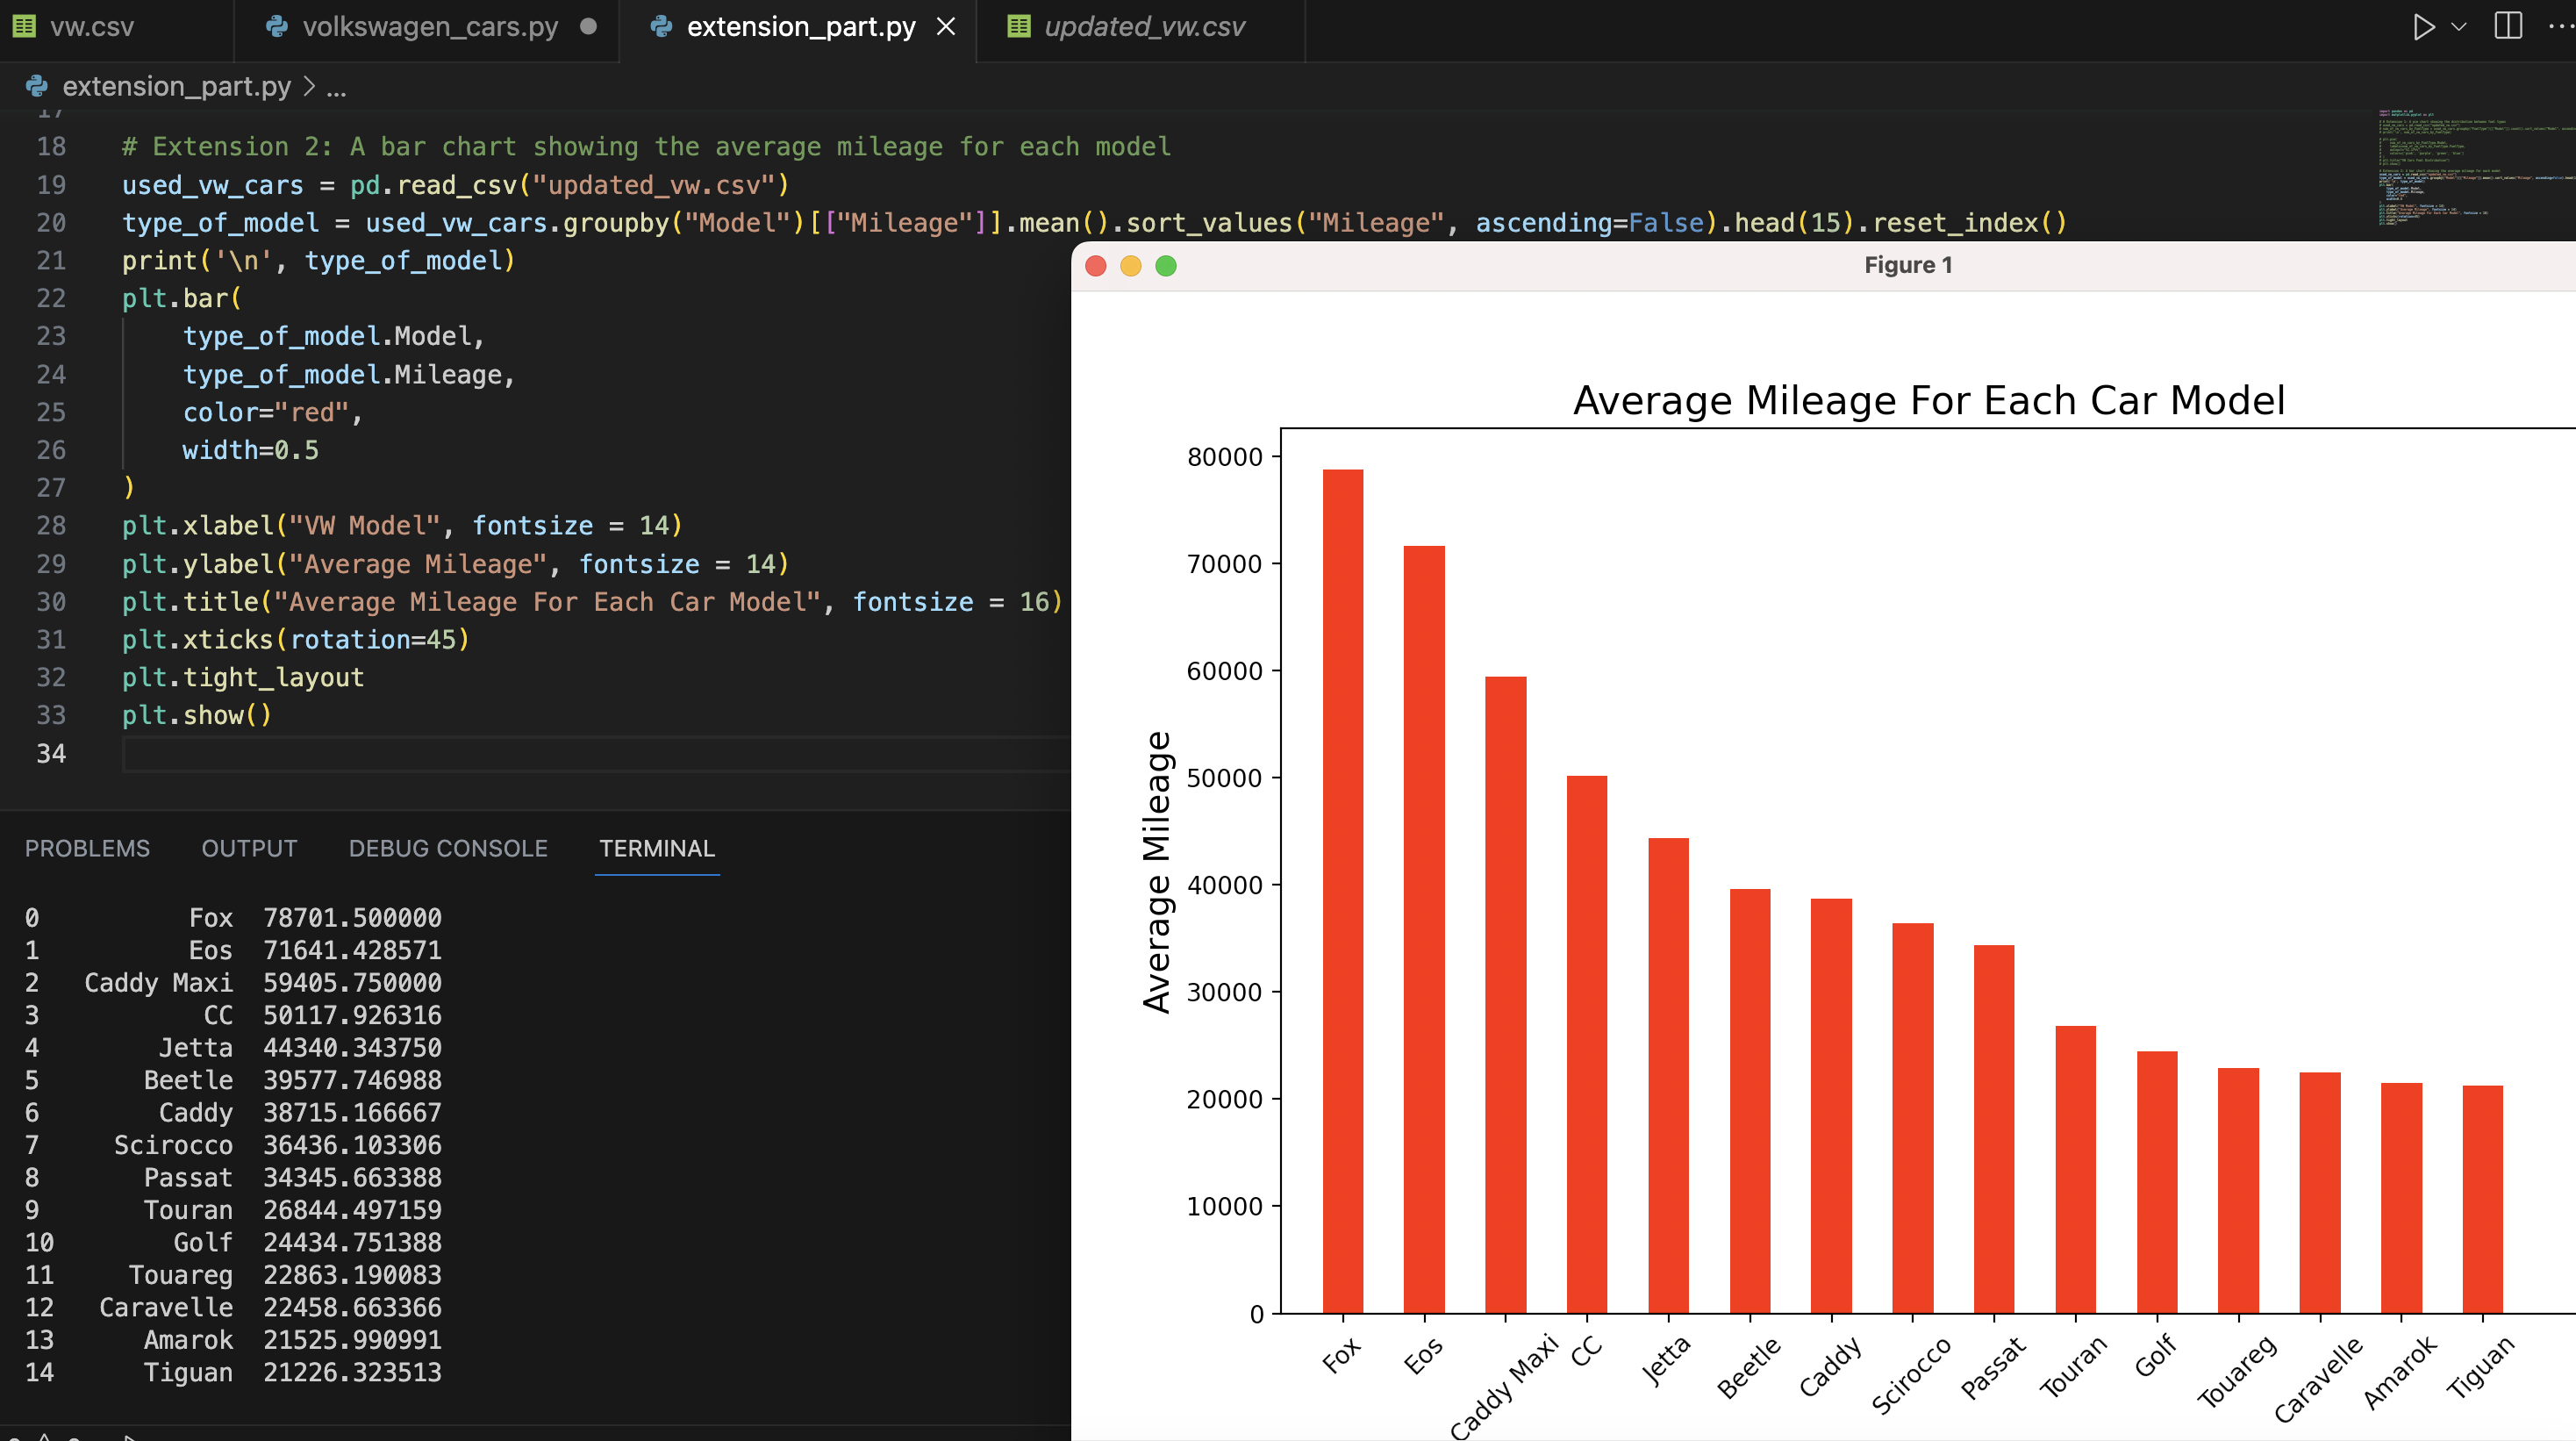 vw.csv
volkswagen_cars.py
extension_part.py
updated_vw.csv
extension_part.py > ...
17
18 # Extension 2: A bar chart showing the average mileage for each model
19 used_vw_cars = pd.read_csv("updated_vw.csv")
20 type_of_model = used_vw_cars.groupby("Model")[["Mileage"]].mean().sort_values("Mileage", ascending=False).head(15).reset_index()
21 print('\n', type_of_model)
22 plt.bar(
23 type_of_model.Model,
24 type_of_model.Mileage,
25 color="red",
26 width=0.5
27 )
28 plt.xlabel("VW Model", fontsize = 14)
29 plt.ylabel("Average Mileage", fontsize = 14)
30 plt.title("Average Mileage For Each Car Model", fontsize = 16)
31 plt.xticks(rotation=45)
32 plt.tight_layout
33 plt.show()
34
PROBLEMS OUTPUT DEBUG CONSOLE TERMINAL
0 Fox 78701.500000
1 Eos 71641.428571
2 Caddy Maxi 59405.750000
3 CC 50117.926316
4 Jetta 44340.343750
5 Beetle 39577.746988
6 Caddy 38715.166667
7 Scirocco 36436.103306
8 Passat 34345.663388
9 Touran 26844.497159
10 Golf 24434.751388
11 Touareg 22863.190083
12 Caravelle 22458.663366
13 Amarok 21525.990991
14 Tiguan 21226.323513
Figure 1
Average Mileage For Each Car Model
Average Mileage
80000
70000
60000
50000
40000
30000
20000
10000
0
Fox
Eos
Caddy Maxi
CC
Jetta
Beetle
Caddy
Scirocco
Passat
Touran
Golf
Touareg
Caravelle
Amarok
Tiguan